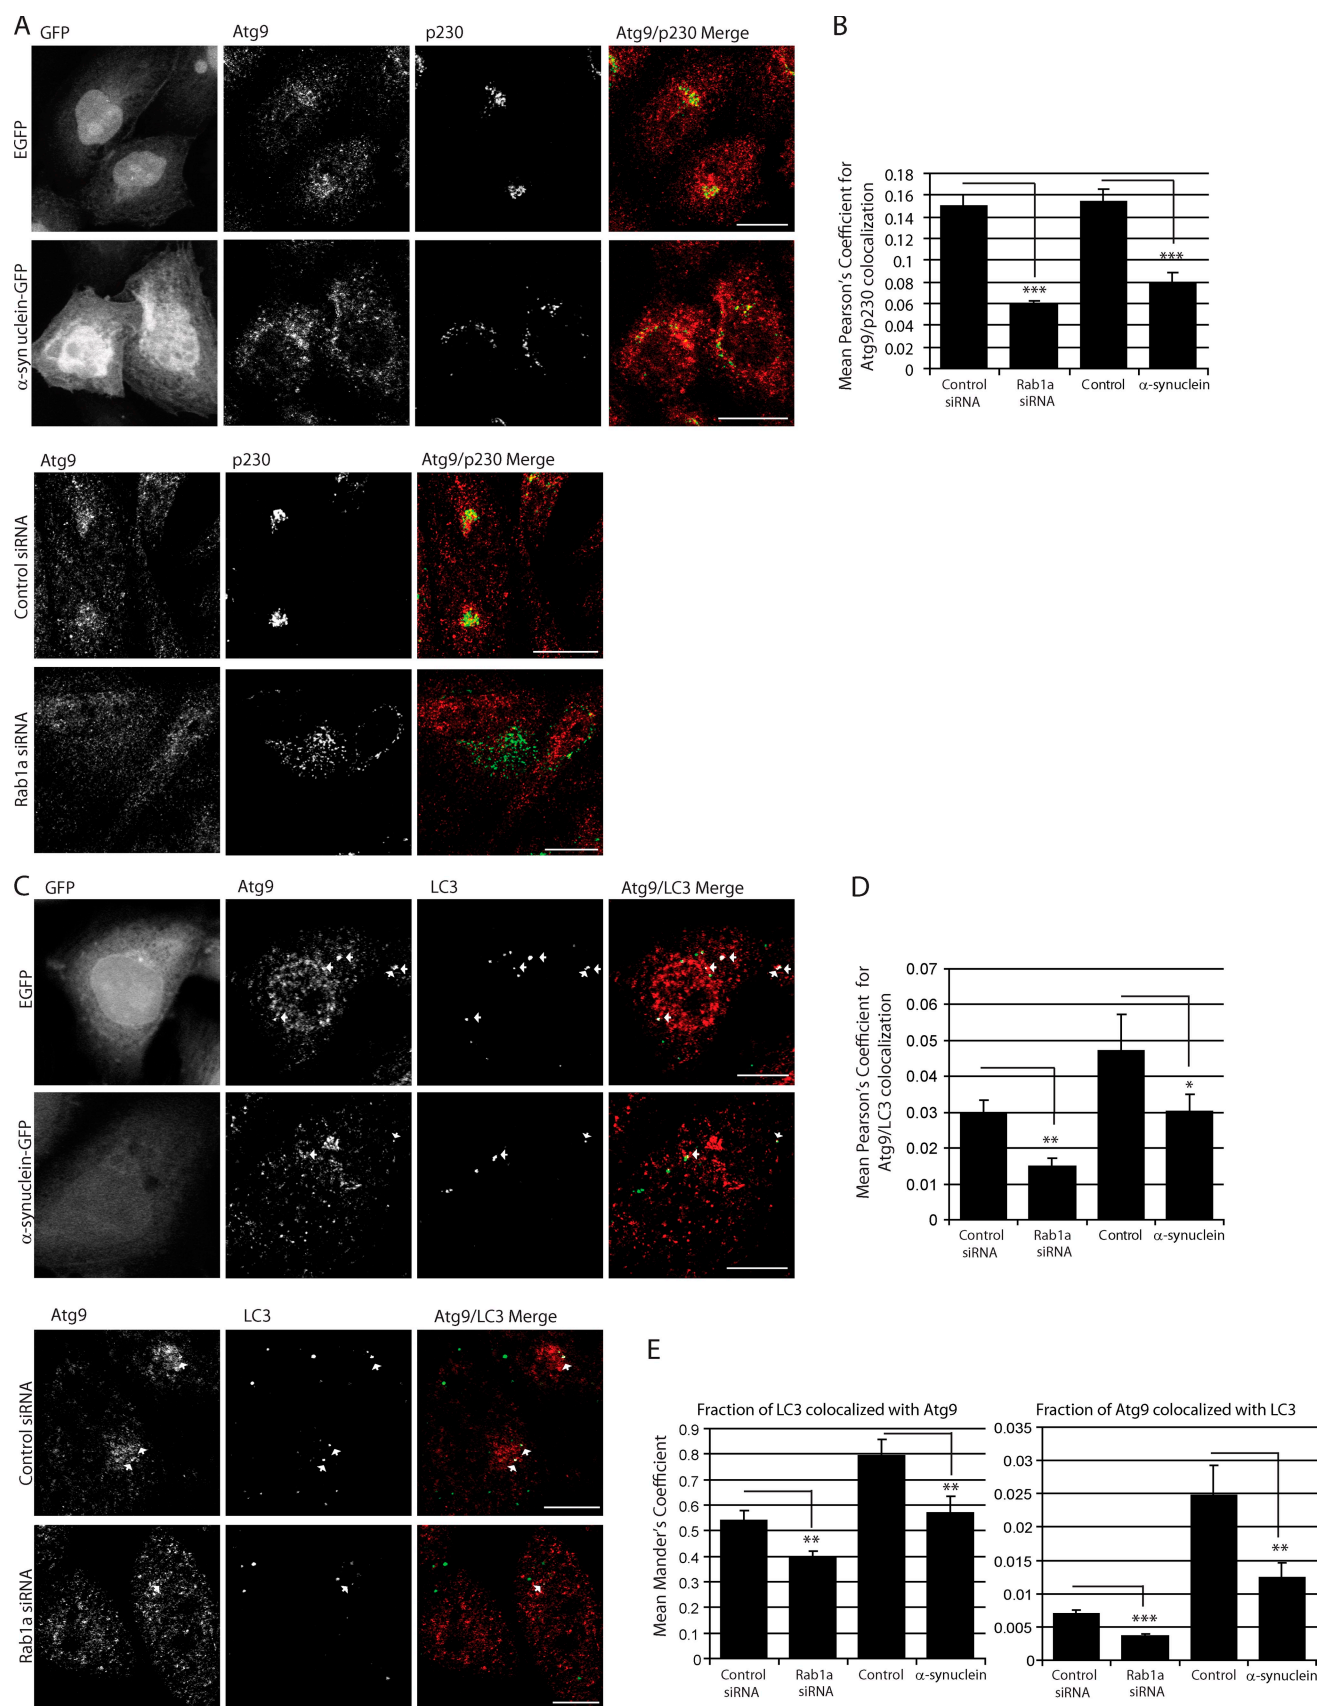 A
GFP
Atg9
p230
Atg9/p230 Merge
EGFP
α-synuclein-GFP
Atg9
p230
Atg9/p230 Merge
Control siRNA
Rab1a siRNA
B
Mean Pearson's Coefficient for
Atg9/p230 colocalization
0.18
0.16
0.14
0.12
0.1
0.08
0.06
0.04
0.02
0
***
***
Control
siRNA
Rab1a
siRNA
Control
α-synuclein
C
GFP
Atg9
LC3
Atg9/LC3 Merge
EGFP
α-synuclein-GFP
Atg9
LC3
Atg9/LC3 Merge
Control siRNA
Rab1a siRNA
D
Mean Pearson's Coefficient for
Atg9/LC3 colocalization
0.07
0.06
0.05
0.04
0.03
0.02
0.01
0
**
*
Control
siRNA
Rab1a
siRNA
Control
α-synuclein
E
Fraction of LC3 colocalized with Atg9
Mean Mander's Coefficient
0.9
0.8
0.7
0.6
0.5
0.4
0.3
0.2
0.1
0
**
**
Control
siRNA
Rab1a
siRNA
Control
α-synuclein
Fraction of Atg9 colocalized with LC3
0.035
0.03
0.025
0.02
0.015
0.01
0.005
0
***
**
Control
siRNA
Rab1a
siRNA
Control
α-synuclein